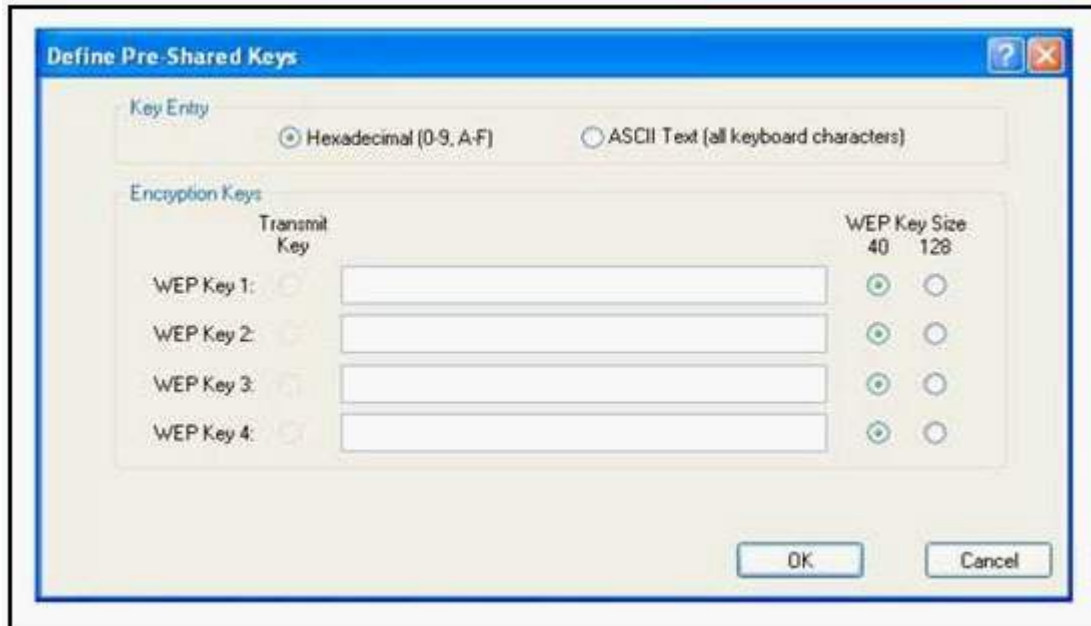 Define Pre-Shared Keys
Key Entry
Hexadecimal (0-9, A-F) ASCII Text (all keyboard characters)
Encryption Keys
Transmit WEP Key Size
Key 40 128
WEP Key 1:
WEP Key 2:
WEP Key 3:
WEP Key 4:
OK Cancel